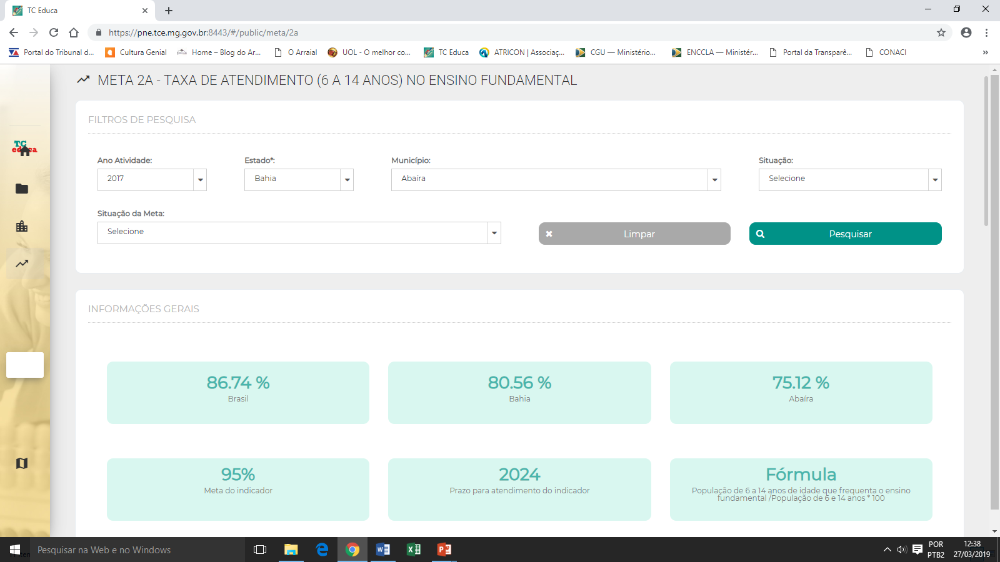 TC Educa
https://pne.tce.mg.gov.br:8443/#/public/meta/2a
Portal do Tribunal d...
Cultura Genial
Home – Blog do Ar...
O Arraial
UOL - O melhor co...
TC Educa
ATRICON | Associaç...
CGU — Ministério...
ENCCLA — Ministér...
Portal da Transparê...
CONACI
»
META 2A - TAXA DE ATENDIMENTO (6 A 14 ANOS) NO ENSINO FUNDAMENTAL
FILTROS DE PESQUISA
Ano Atividade:
Estado*:
Município:
Situação:
2017
Bahia
Abaíra
Selecione
Situação da Meta:
Selecione
Limpar
Pesquisar
TC
educa
INFORMAÇÕES GERAIS
86.74 %
Brasil
80.56 %
Bahia
75.12 %
Abaíra
95%
Meta do indicador
2024
Prazo para atendimento do indicador
Fórmula
População de 6 a 14 anos de idade que frequenta o ensino
fundamental /População de 6 e 14 anos * 100
Pesquisar na Web e no Windows
POR
PTB2
12:38
27/03/2019